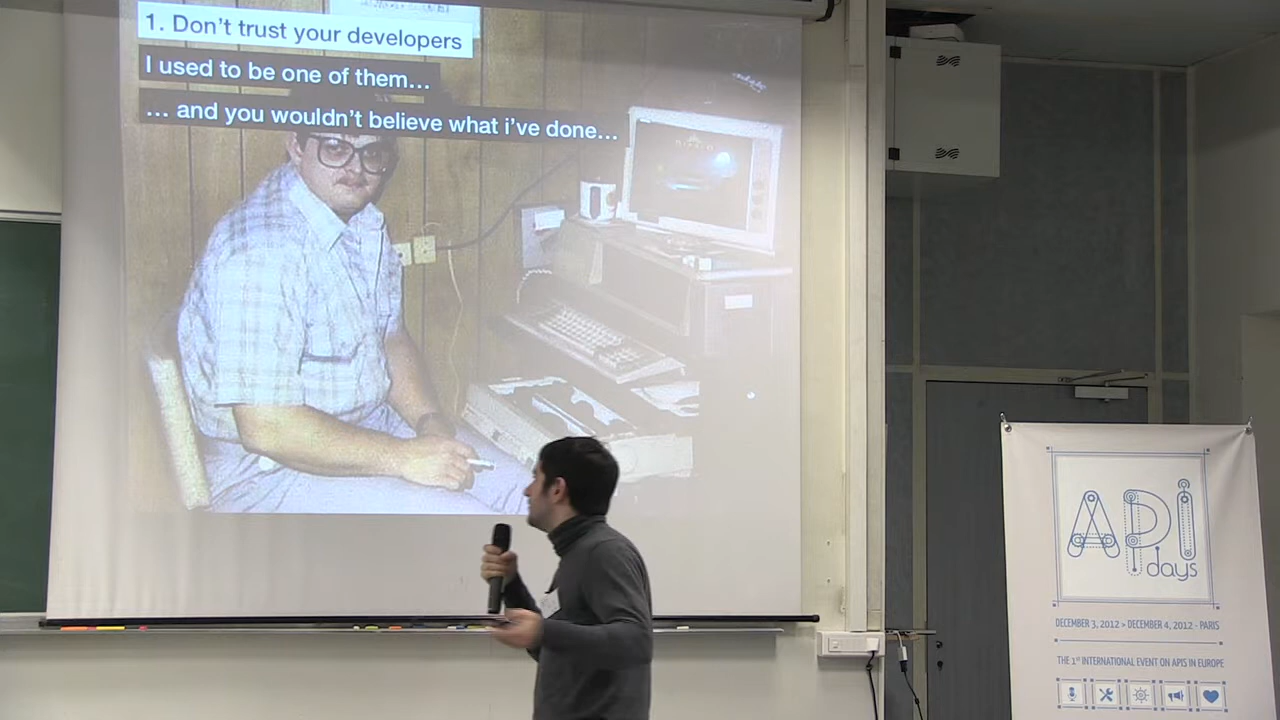 1. Don't trust your developers
I used to be one of them...
... and you wouldn't believe what i've done...
API
days
DECEMBER 3, 2012 > DECEMBER 4, 2012 - PARIS
THE 1ST INTERNATIONAL EVENT ON APIS IN EUROPE